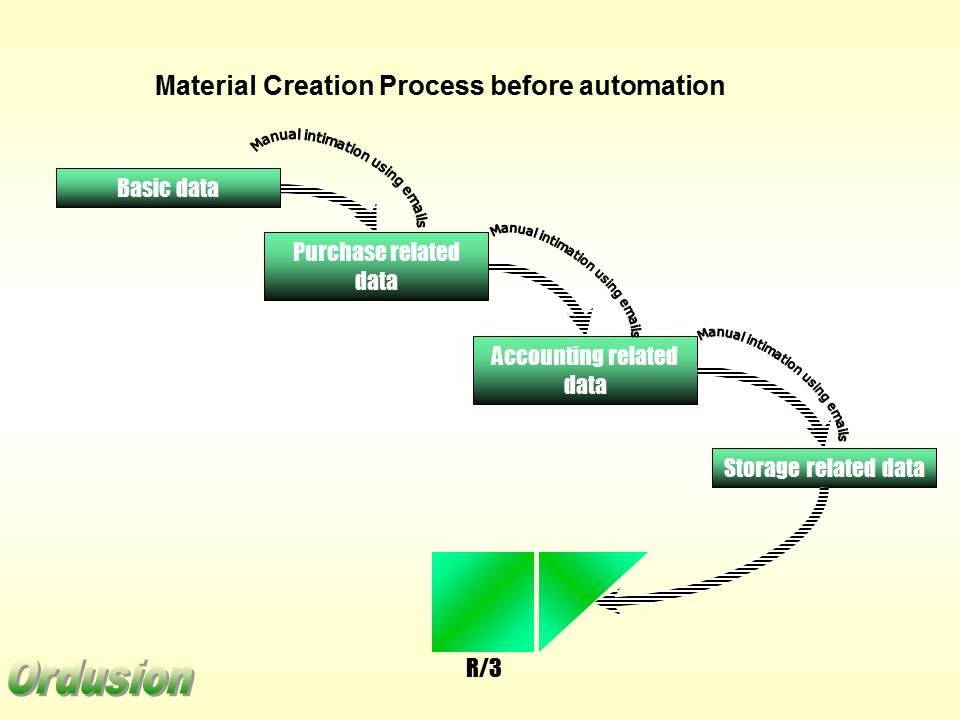 Material Creation Process before automation
Manual intimation using emails
Basic data
Purchase related
data
Manual intimation using emails
Accounting related
data
Manual intimation using emails
Storage related data
R/3
Ordusion